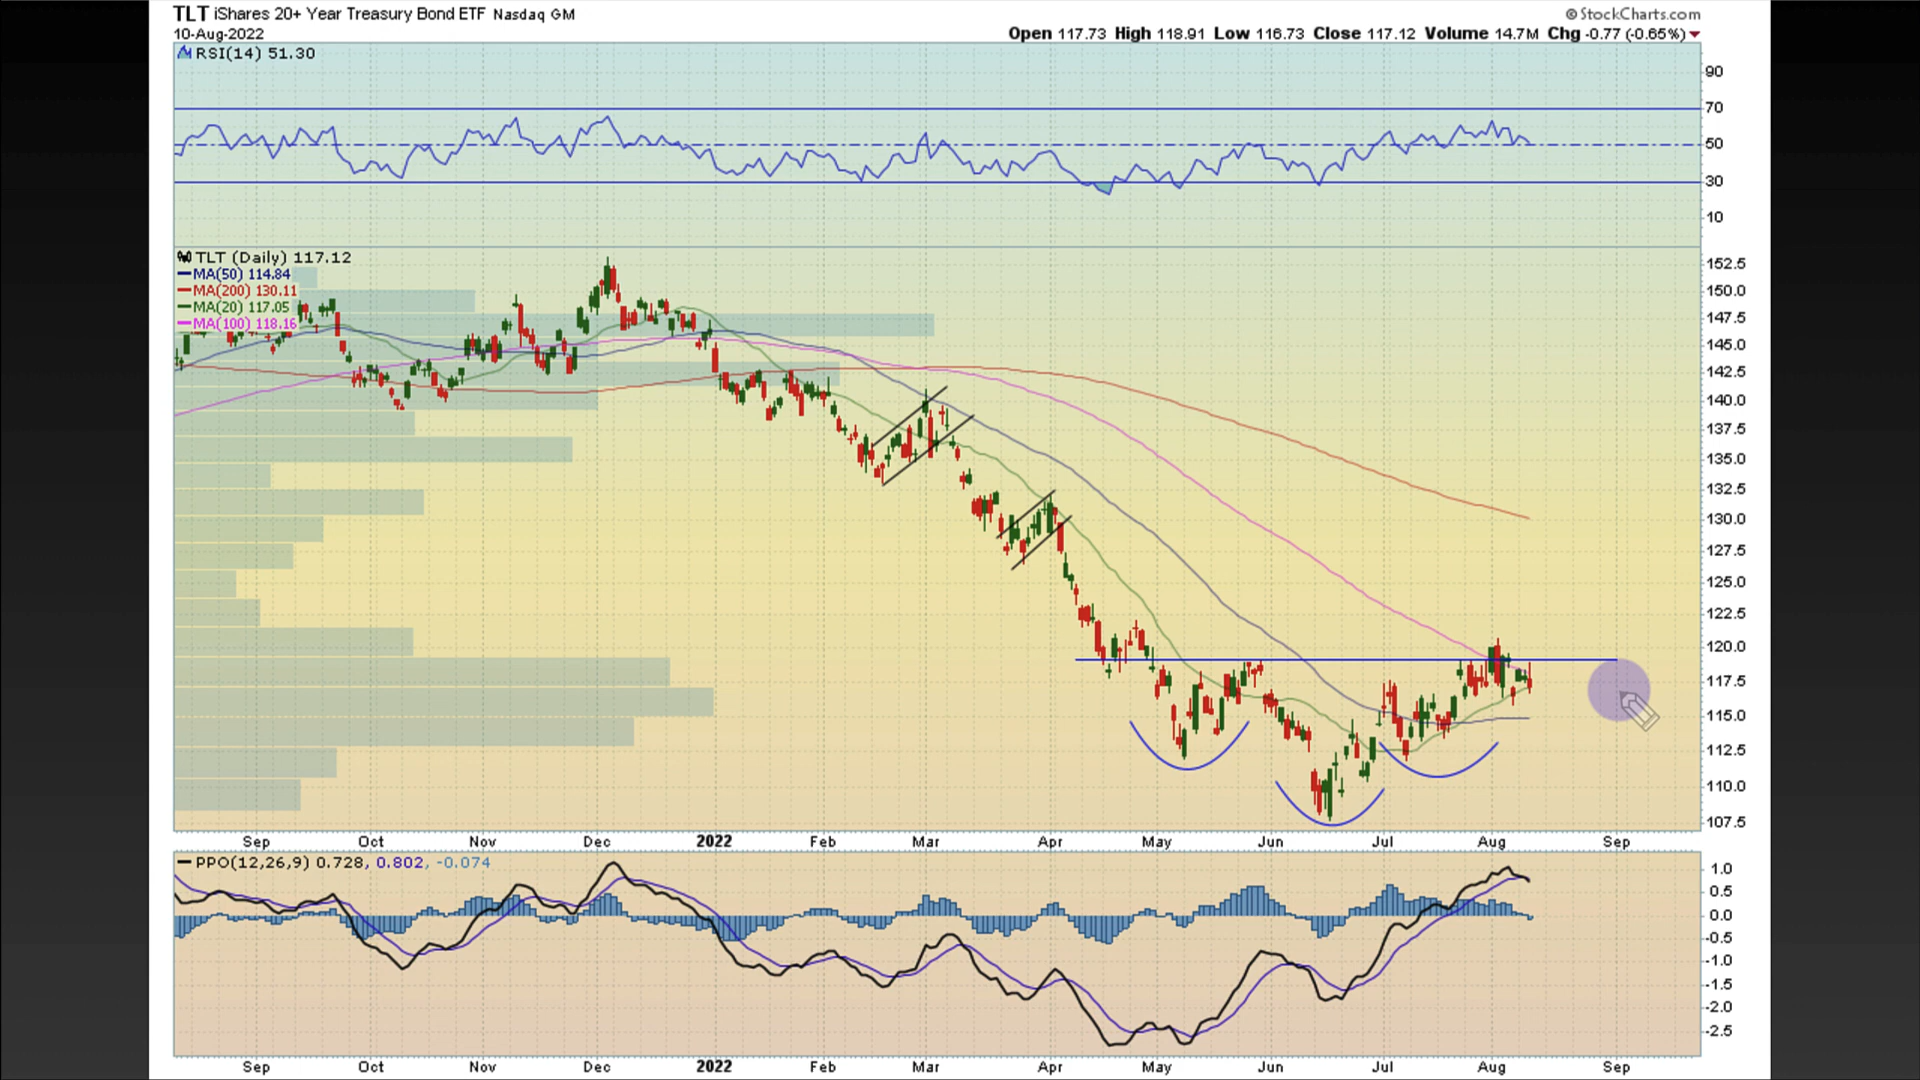 TLT iShares 20+ Year Treasury Bond ETF Nasdaq GM
© StockCharts.com
10-Aug-2022
Open 117.73 High 118.91 Low 116.73 Close 117.12 Volume 14.7M Chg -0.77 (-0.65%)
RSI(14) 51.30
90
70
50
30
10
TLT (Daily) 117.12
MA(50) 114.84
MA(200) 130.11
MA(20) 117.05
MA(100) 118.16
152.5
150.0
147.5
145.0
142.5
140.0
137.5
135.0
132.5
130.0
127.5
125.0
122.5
120.0
117.5
115.0
112.5
110.0
107.5
Sep Oct Nov Dec 2022 Feb Mar Apr May Jun Jul Aug Sep
PPO(12,26,9) 0.728, 0.802, -0.074
1.0
0.5
0.0
-0.5
-1.0
-1.5
-2.0
-2.5
Sep Oct Nov Dec 2022 Feb Mar Apr May Jun Jul Aug Sep